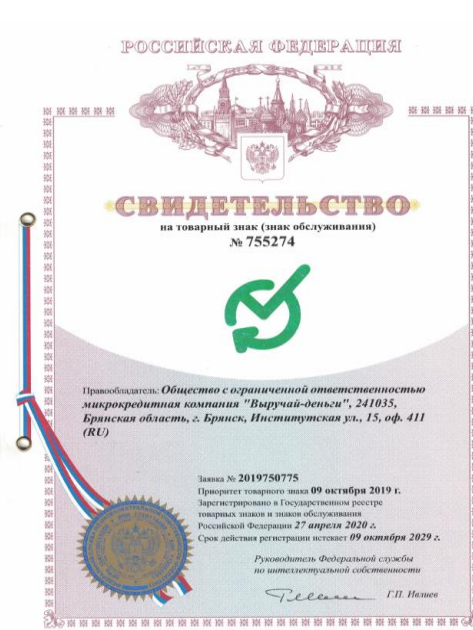 РОССИЙСКАЯ ФЕДЕРАЦИЯ
СВИДЕТЕЛЬСТВО
на товарный знак (знак обслуживания)
№ 755274
Правообладатель: Общество с ограниченной ответственностью
микрокредитная компания "Выручай-деньги", 241035,
Брянская область, г. Брянск, Институтская ул., 15, оф. 411
(RU)
Заявка № 2019750775
Приоритет товарного знака 09 октября 2019 г.
Зарегистрировано в Государственном реестре
товарных знаков и знаков обслуживания
Российской Федерации 27 апреля 2020 г.
Срок действия регистрации истекает 09 октября 2029 г.
Руководитель Федеральной службы
по интеллектуальной собственности
Г.П. Ивлиев